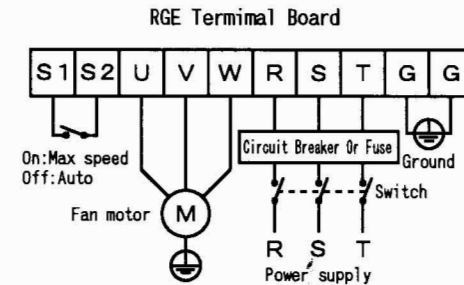 RGE Termimal Board
S1 S2 U V W R S T G G
On:Max speed
Off:Auto
Circuit Breaker Or Fuse
Ground
Switch
Fan motor
M
R S T
Power supply